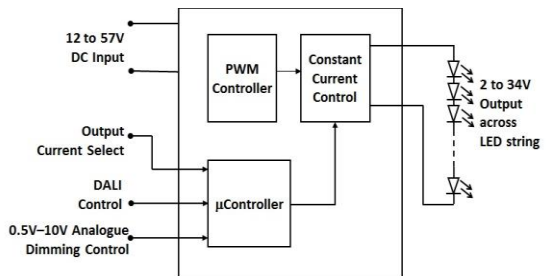 12 to 57V
DC Input
PWM
Controller
Constant
Current
Control
2 to 34V
Output
across
LED string
Output
Current Select
DALI
Control
0.5V–10V Analogue
Dimming Control
µController